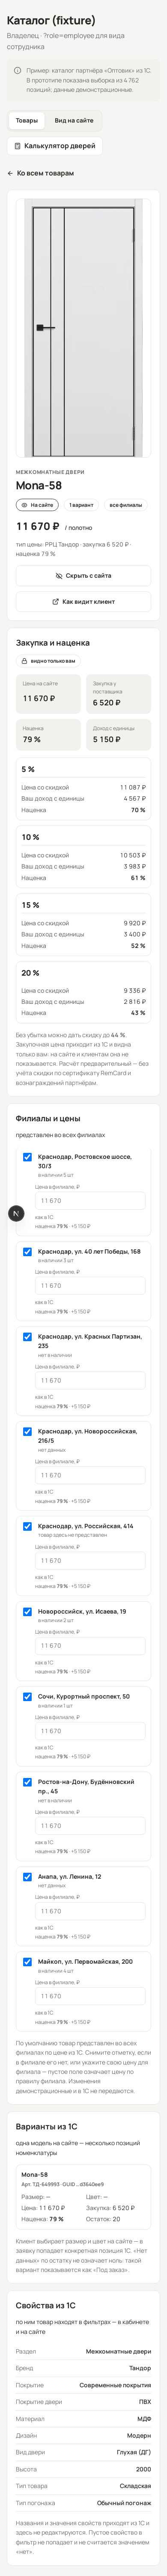 Каталог (fixture)
Владелец · ?role=employee для вида
сотрудника
Пример: каталог партнёра «Оптовик» из 1С.
В прототипе показана выборка из 4 762
позиций; данные демонстрационные.
Товары
Вид на сайте
Калькулятор дверей
← Ко всем товарам
МЕЖКОМНАТНЫЕ ДВЕРИ
Mona-58
На сайте
1 вариант
все филиалы
11 670 ₽ / полотно
тип цены: РРЦ Тандор · закупка 6 520 ₽ ·
наценка 79 %
Скрыть с сайта
Как видит клиент
Закупка и наценка
видно только вам
Цена на сайте
11 670 ₽
Закупка у
поставщика
6 520 ₽
Наценка
79 %
Доход с единицы
5 150 ₽
5 %
Цена со скидкой 11 087 ₽
Ваш доход с единицы 4 567 ₽
Наценка 70 %
10 %
Цена со скидкой 10 503 ₽
Ваш доход с единицы 3 983 ₽
Наценка 61 %
15 %
Цена со скидкой 9 920 ₽
Ваш доход с единицы 3 400 ₽
Наценка 52 %
20 %
Цена со скидкой 9 336 ₽
Ваш доход с единицы 2 816 ₽
Наценка 43 %
Без убытка можно дать скидку до 44 %.
Закупочная цена приходит из 1С и видна
только вам: на сайте и клиентам она не
показывается. Расчёт предварительный — без
учёта скидки по сертификату RemCard и
вознаграждений партнёрам.
Филиалы и цены
представлен во всех филиалах
Краснодар, Ростовское шоссе,
30/3
в наличии 5 шт
Цена в филиале, ₽
11 670
как в 1С
наценка 79 % · +5 150 ₽
Краснодар, ул. 40 лет Победы, 168
в наличии 3 шт
Цена в филиале, ₽
11 670
как в 1С
наценка 79 % · +5 150 ₽
Краснодар, ул. Красных Партизан,
235
нет в наличии
Цена в филиале, ₽
11 670
как в 1С
наценка 79 % · +5 150 ₽
Краснодар, ул. Новороссийская,
216/5
нет данных
Цена в филиале, ₽
11 670
как в 1С
наценка 79 % · +5 150 ₽
Краснодар, ул. Российская, 414
товар здесь не представлен
Цена в филиале, ₽
11 670
как в 1С
наценка 79 % · +5 150 ₽
Новороссийск, ул. Исаева, 19
в наличии 2 шт
Цена в филиале, ₽
11 670
как в 1С
наценка 79 % · +5 150 ₽
Сочи, Курортный проспект, 50
в наличии 1 шт
Цена в филиале, ₽
11 670
как в 1С
наценка 79 % · +5 150 ₽
Ростов-на-Дону, Будённовский
пр., 45
нет в наличии
Цена в филиале, ₽
11 670
как в 1С
наценка 79 % · +5 150 ₽
Анапа, ул. Ленина, 12
нет данных
Цена в филиале, ₽
11 670
как в 1С
наценка 79 % · +5 150 ₽
Майкоп, ул. Первомайская, 200
в наличии 4 шт
Цена в филиале, ₽
11 670
как в 1С
наценка 79 % · +5 150 ₽
По умолчанию товар представлен во всех
филиалах по цене из 1С. Снимите отметку, если
в филиале его нет, или укажите свою цену для
филиала — пустое поле означает цену по
правилу филиала. Изменения
демонстрационные и в 1С не передаются.
Варианты из 1С
одна модель на сайте — несколько позиций
номенклатуры
Mona-58
Арт. ТД-649993 · GUID …d3640ee9
Размер: —
Цвет: —
Цена: 11 670 ₽
Закупка: 6 520 ₽
Наценка: 79 %
Остаток: 20
Клиент выбирает размер и цвет на сайте — в
заявку попадает конкретная позиция 1С. «Нет
данных» по остатку не означает ноль: такой
вариант показывается как «Под заказ».
Свойства из 1С
по ним товар находят в фильтрах — в кабинете
и на сайте
Раздел Межкомнатные двери
Бренд Тандор
Покрытие Современные покрытия
Покрытие двери ПВХ
Материал МДФ
Дизайн Модерн
Вид двери Глухая (ДГ)
Высота 2000
Тип товара Складская
Тип погонажа Обычный погонаж
Названия и значения свойств приходят из 1С и
здесь не редактируются. Пустое свойство в
фильтр не попадает и не считается значением
«нет».